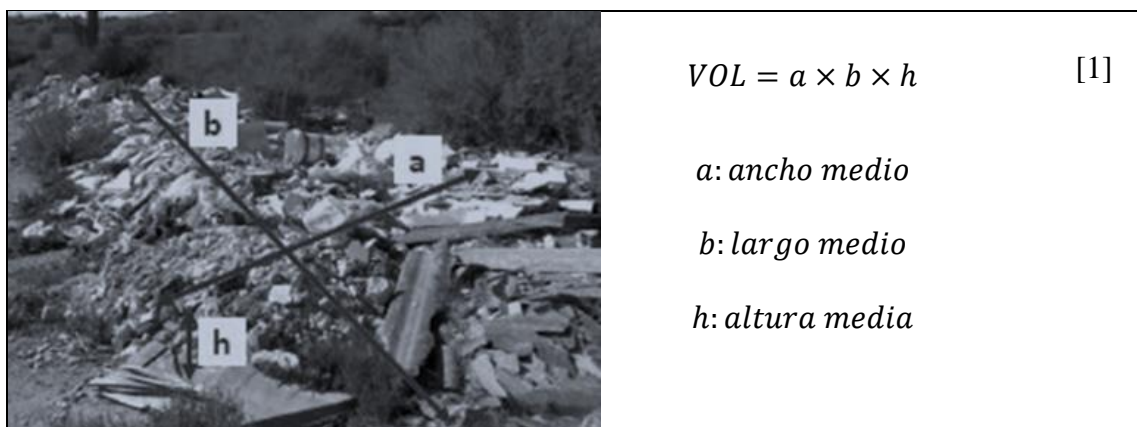 b
a
h
VOL = a × b × h [1]
a: ancho medio
b: largo medio
h: altura media